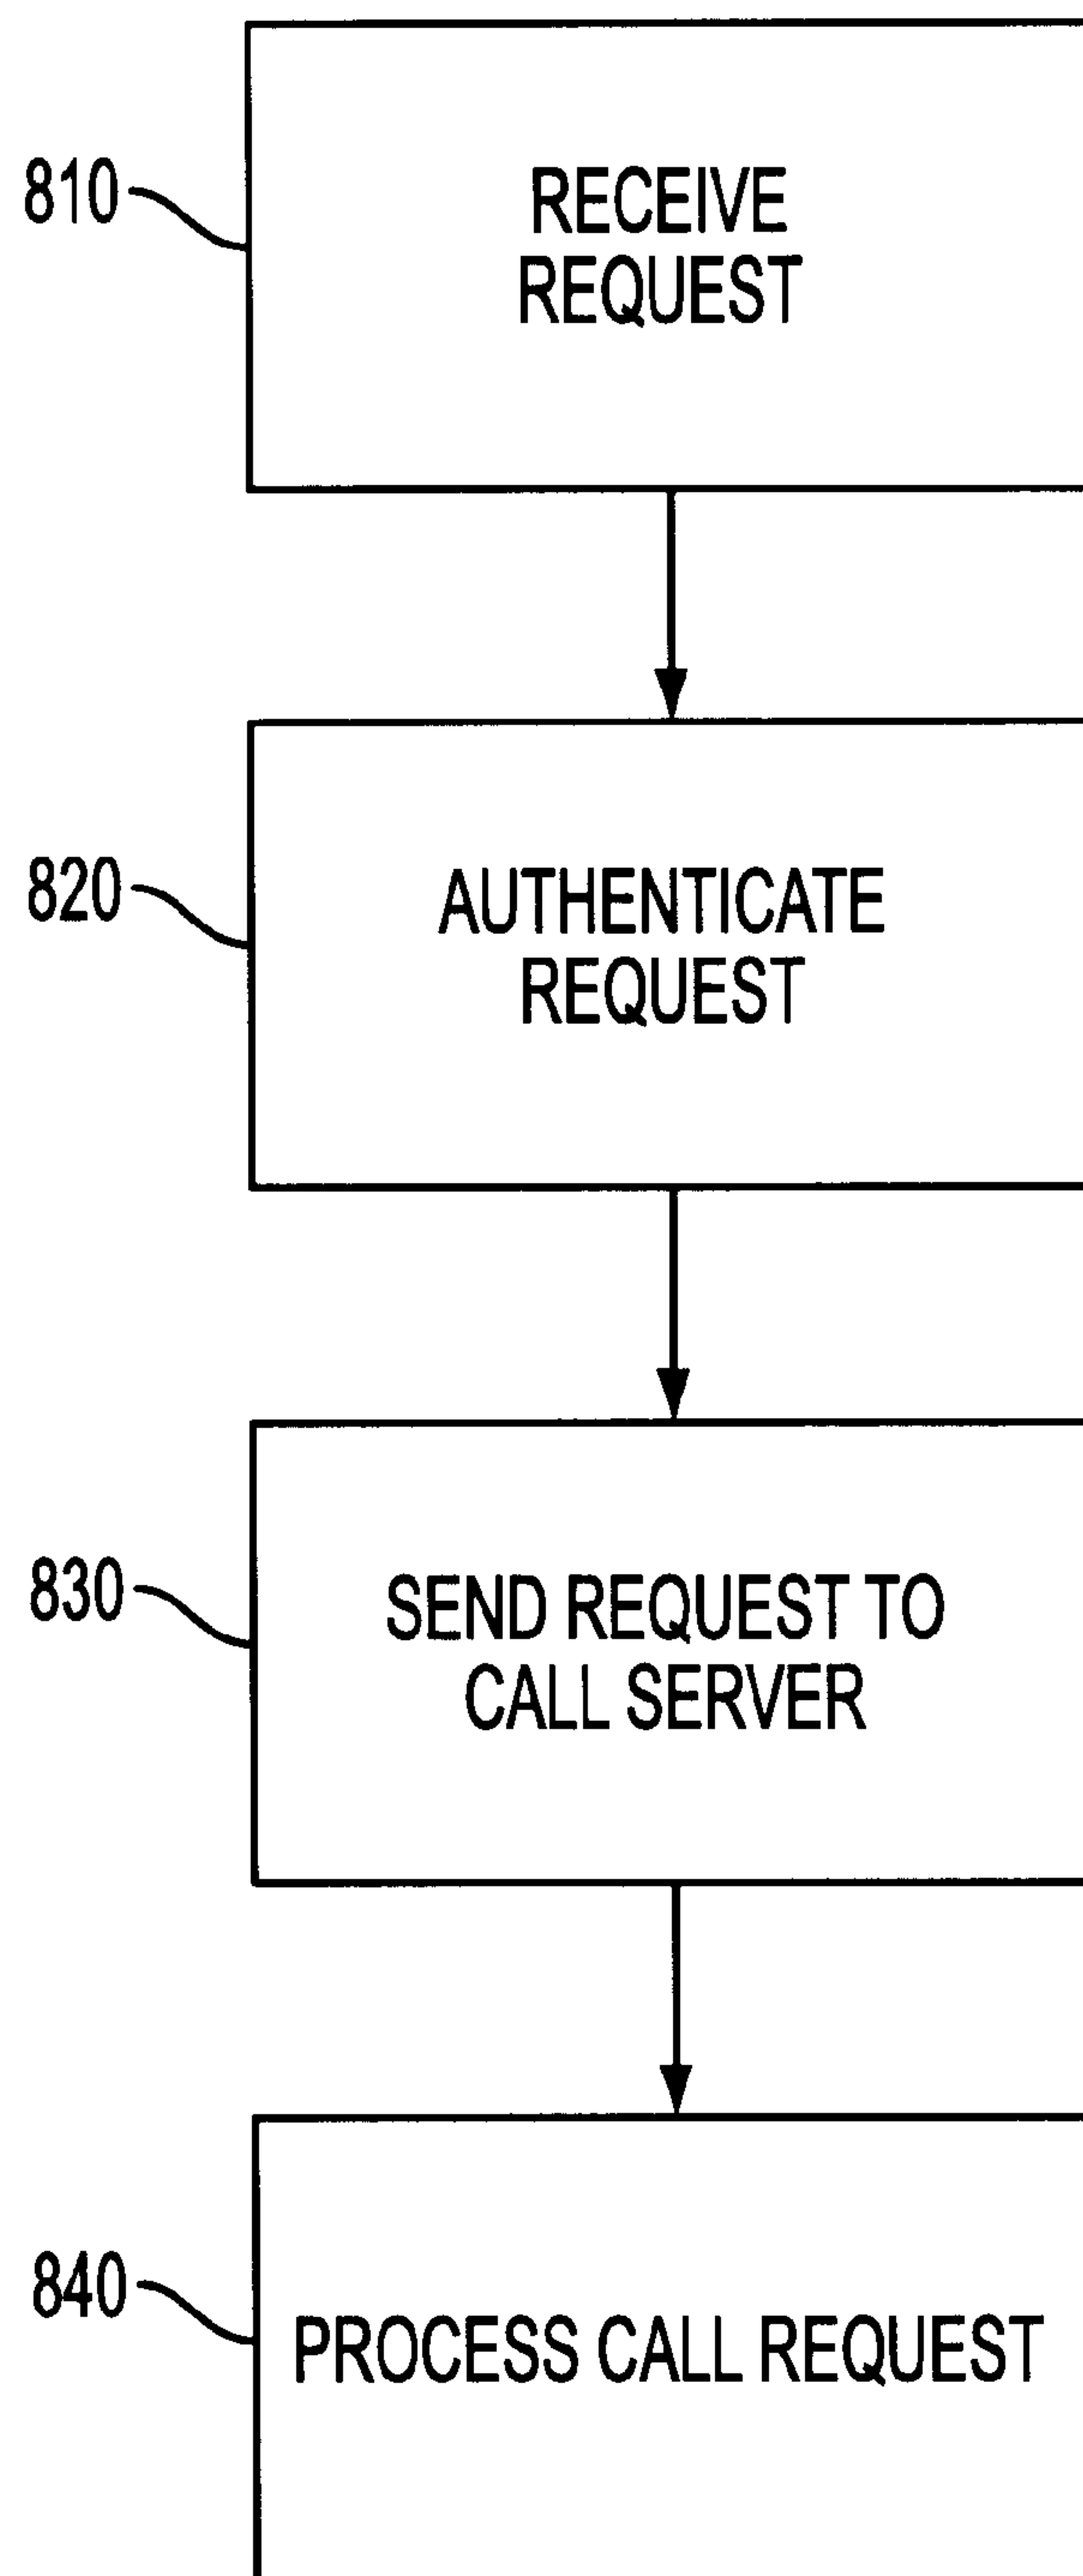 810
RECEIVE
REQUEST
820
AUTHENTICATE
REQUEST
830
SEND REQUEST TO
CALL SERVER
840
PROCESS CALL REQUEST